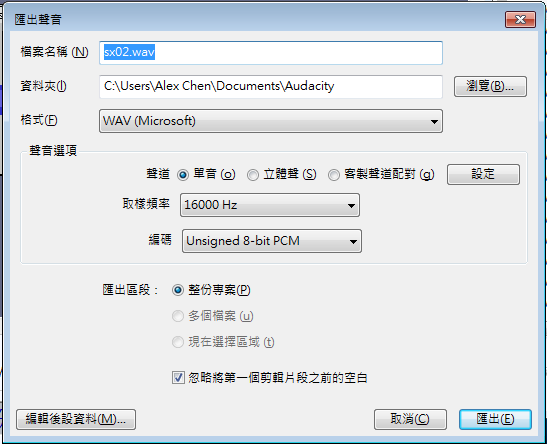 匯出聲音
檔案名稱 (N) sx02.wav
資料夾(I) C:\Users\Alex Chen\Documents\Audacity 瀏覽(B)...
格式(F) WAV (Microsoft)
聲音選項
聲道 單音 (o) 立體聲 (S) 客製聲道配對 (g) 設定
取樣頻率 16000 Hz
編碼 Unsigned 8-bit PCM
匯出區段： 整份專案(P)
多個檔案 (u)
現在選擇區域 (t)
忽略將第一個剪輯片段之前的空白
編輯後設資料(M)... 取消(C) 匯出(E)